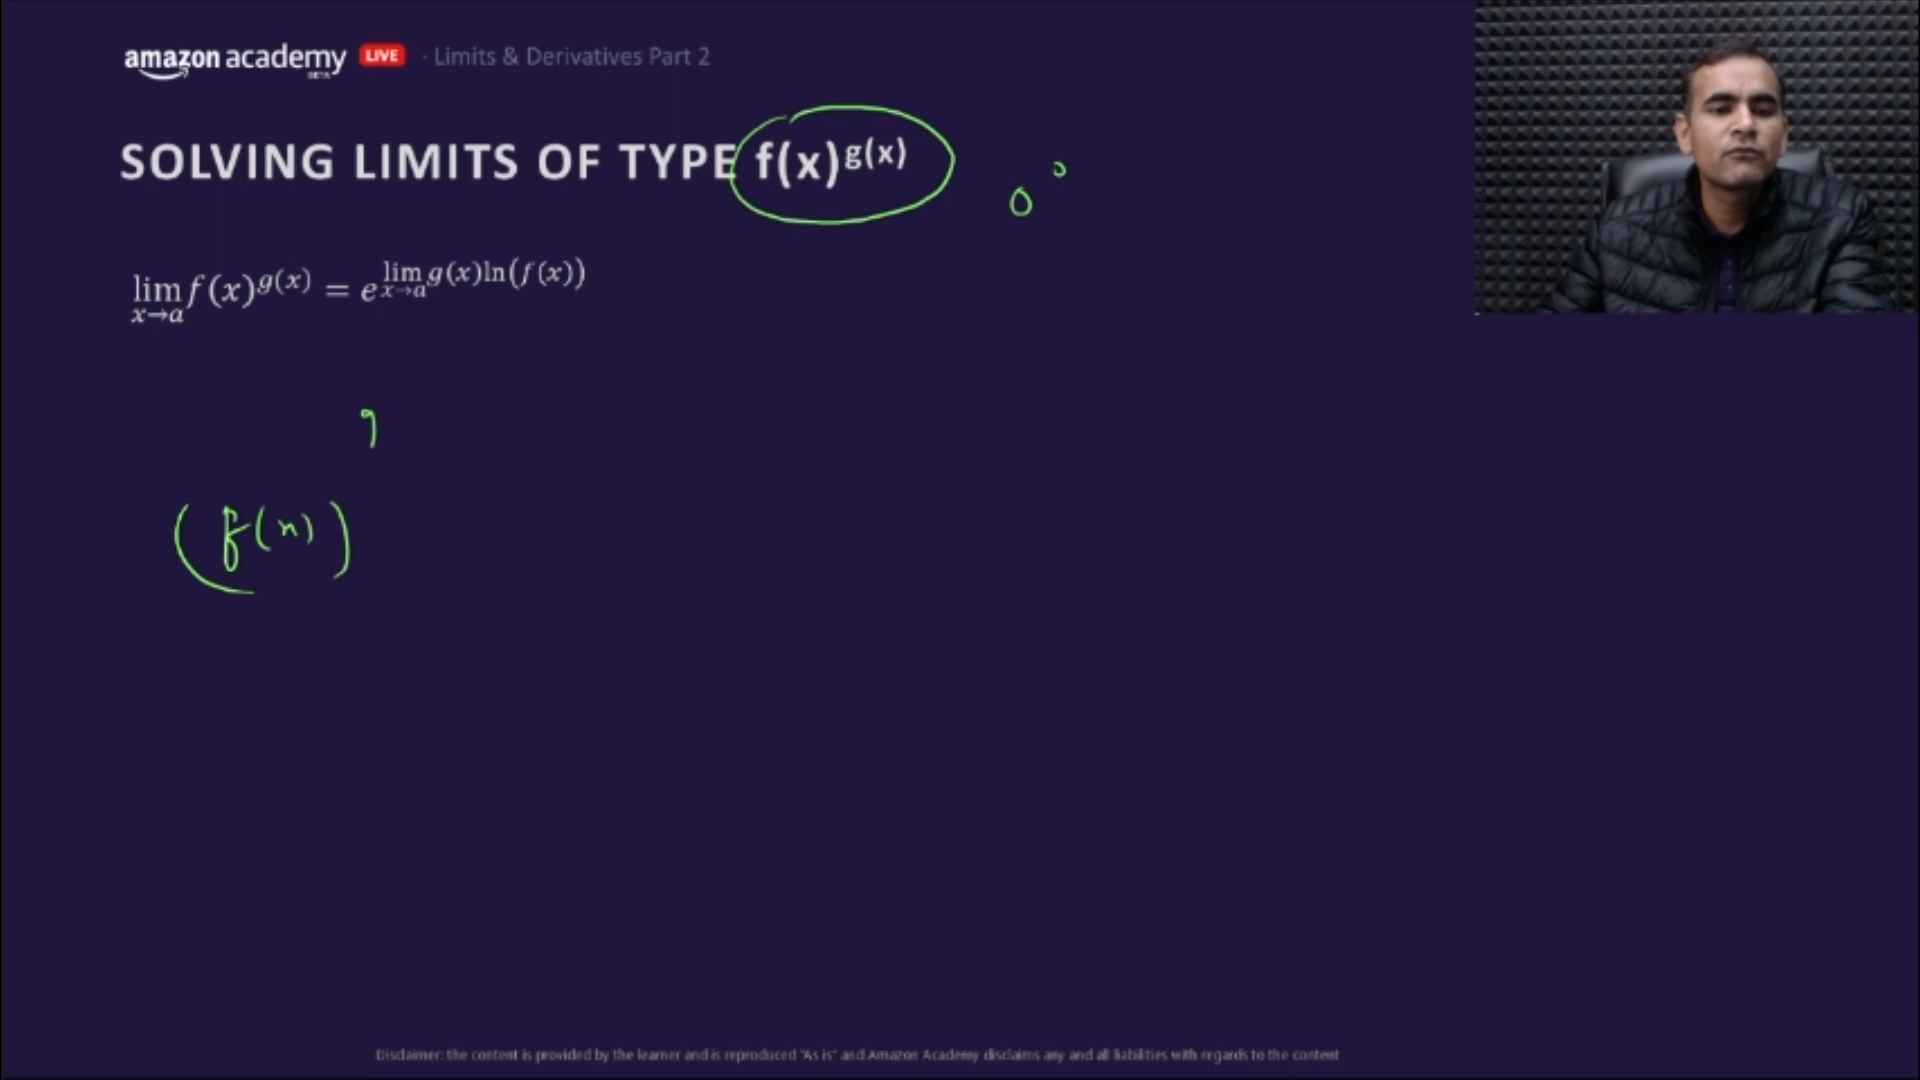 amazon academy LIVE · Limits & Derivatives Part 2
BETA
SOLVING LIMITS OF TYPE f(x)^g(x)
0^0
lim_{x→a} f(x)^{g(x)} = e^{lim_{x→a} g(x)ln(f(x))}
(f(x))
Disclaimer: the content is provided by the learner and is reproduced "As is" and Amazon Academy disclaims any and all liabilities with regards to the content